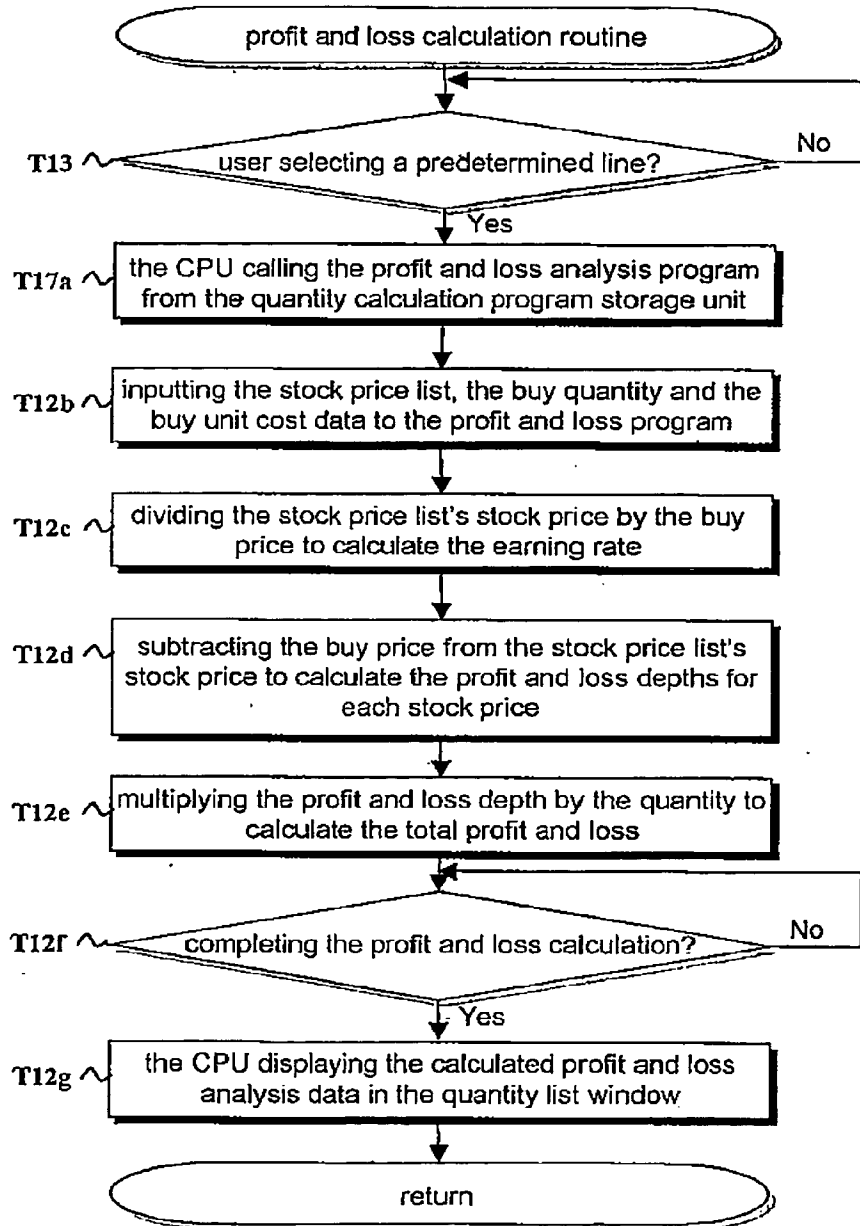 profit and loss calculation routine
T13
user selecting a predetermined line?
No
Yes
T17a
the CPU calling the profit and loss analysis program
from the quantity calculation program storage unit
T12b
inputting the stock price list, the buy quantity and the
buy unit cost data to the profit and loss program
T12c
dividing the stock price list's stock price by the buy
price to calculate the earning rate
T12d
subtracting the buy price from the stock price list's
stock price to calculate the profit and loss depths for
each stock price
T12e
multiplying the profit and loss depth by the quantity to
calculate the total profit and loss
T12f
completing the profit and loss calculation?
No
Yes
T12g
the CPU displaying the calculated profit and loss
analysis data in the quantity list window
return